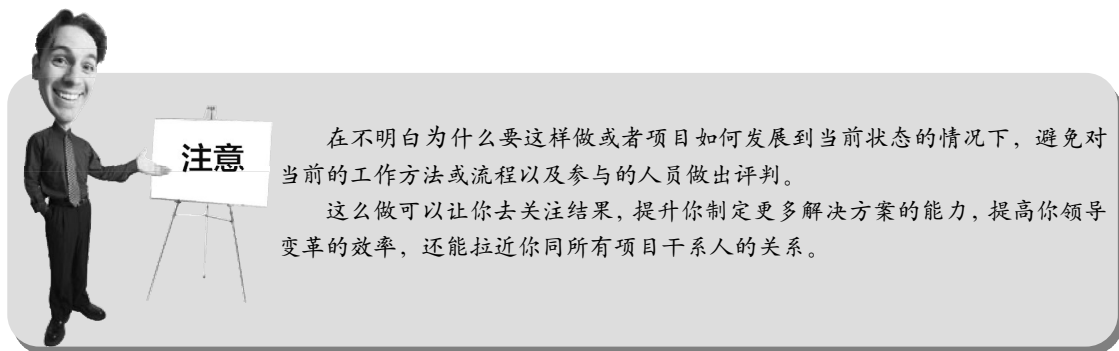 注意
在不明白为什么要这样做或者项目如何发展到当前状态的情况下，避免对
当前的工作方法或流程以及参与的人员做出评判。
这么做可以让你去关注结果，提升你制定更多解决方案的能力，提高你领导
变革的效率，还能拉近你同所有项目干系人的关系。